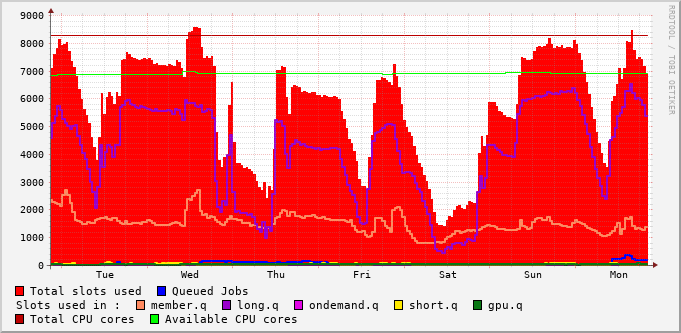 RRDTOOL / TOBI OETIKER
9000
8000
7000
6000
5000
4000
3000
2000
1000
0
Tue Wed Thu Fri Sat Sun Mon
Total slots used Queued Jobs
Slots used in : member.q long.q ondemand.q short.q gpu.q
Total CPU cores Available CPU cores